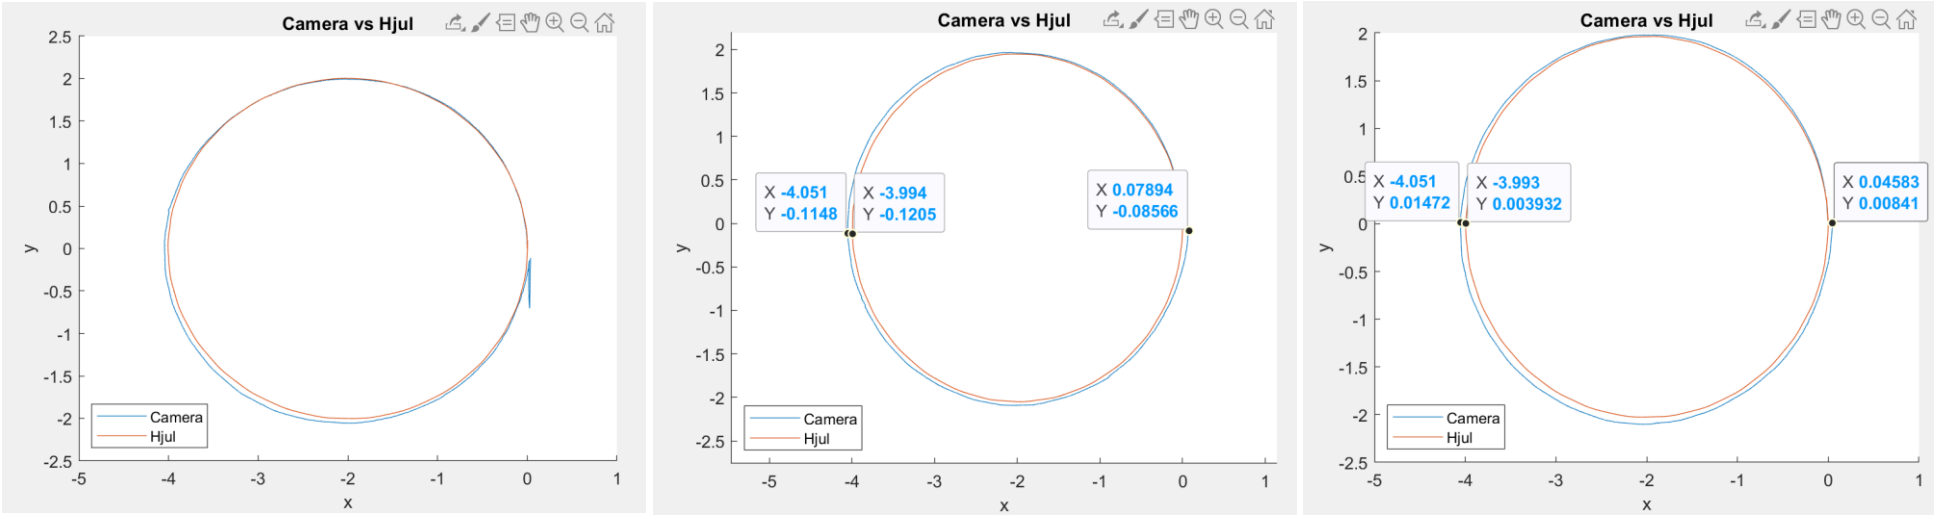 Camera vs Hjul
2.5
2
1.5
1
0.5
0
-0.5
-1
-1.5
-2
-2.5
y
Camera
Hjul
-5
-4
-3
-2
-1
0
1
x
Camera vs Hjul
2
1.5
1
0.5
0
-0.5
-1
-1.5
-2
-2.5
y
X -4.051
Y -0.1148
X -3.994
Y -0.1205
X 0.07894
Y -0.08566
Camera
Hjul
-5
-4
-3
-2
-1
0
1
x
Camera vs Hjul
2
1.5
1
0.5
0
-0.5
-1
-1.5
-2
-2.5
y
X -4.051
Y 0.01472
X -3.993
Y 0.003932
X 0.04583
Y 0.00841
Camera
Hjul
-5
-4
-3
-2
-1
0
1
x